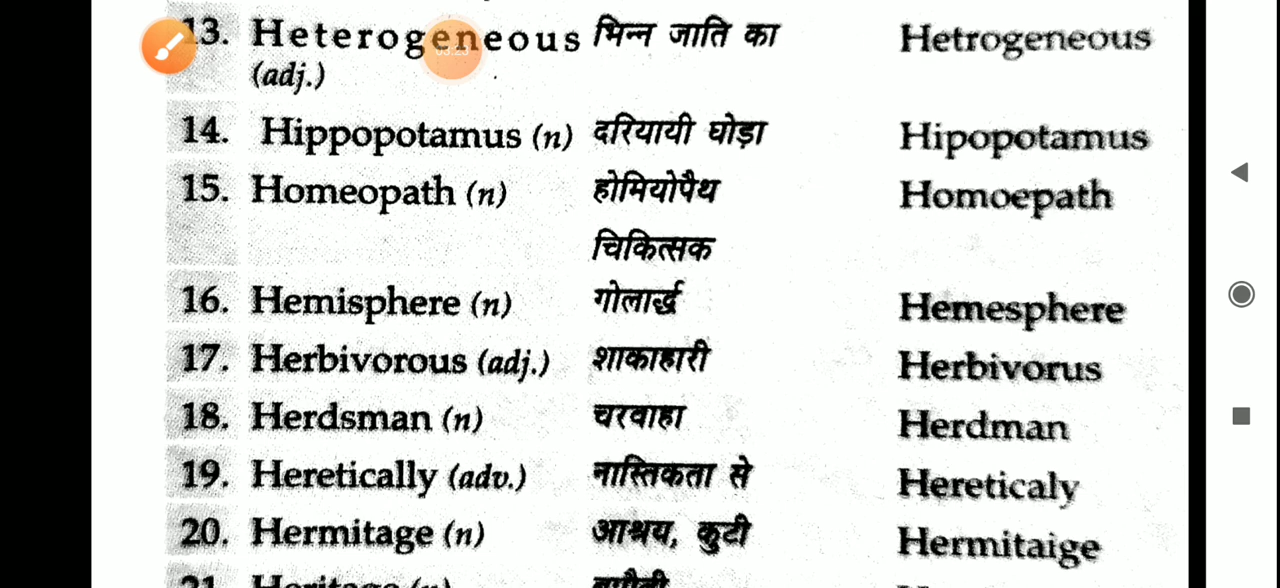 13. Heterogeneous भिन्न जाति का Hetrogeneous
(adj.)
14. Hippopotamus (n) दरियायी घोड़ा Hipopotamus
15. Homeopath (n) होमियोपैथ Homoepath
चिकित्सक
16. Hemisphere (n) गोलार्द्ध Hemesphere
17. Herbivorous (adj.) शाकाहारी Herbivorus
18. Herdsman (n) चरवाहा Herdman
19. Heretically (adv.) नास्तिकता से Hereticaly
20. Hermitage (n) आश्रय, कुटी Hermitaige